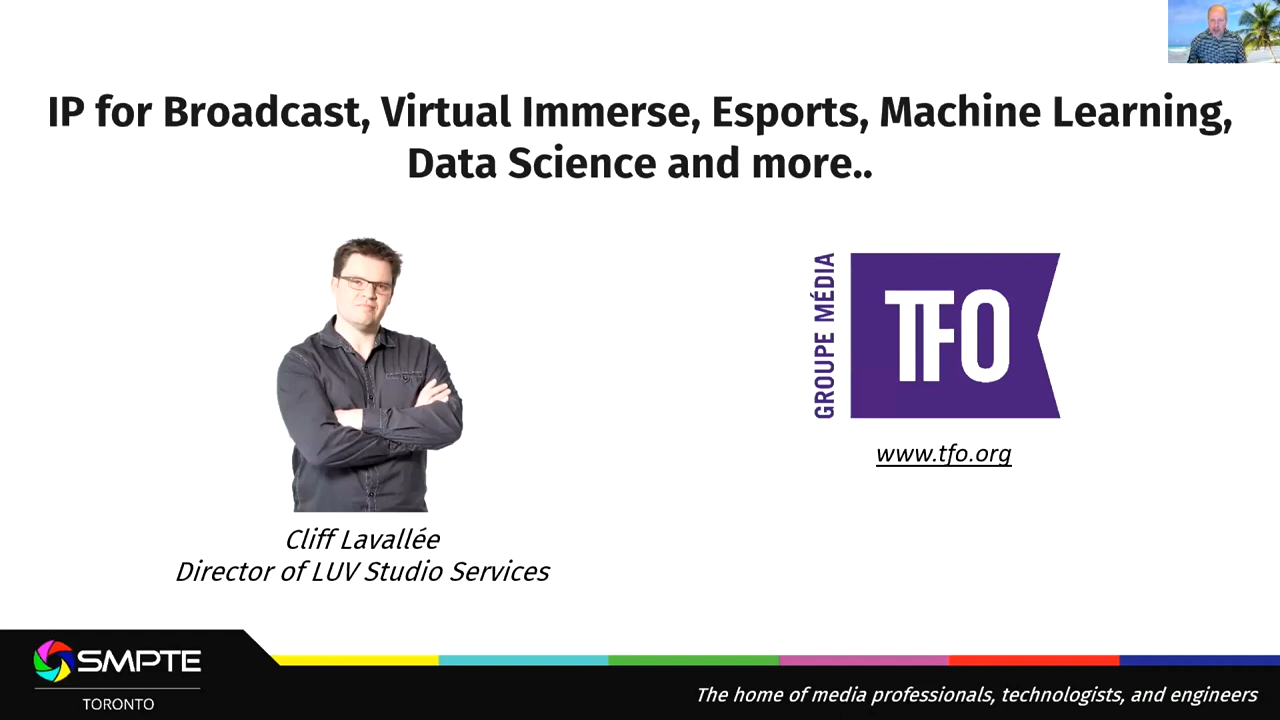 IP for Broadcast, Virtual Immerse, Esports, Machine Learning,
Data Science and more..
GROUPE MÉDIA
TFO
www.tfo.org
Cliff Lavallée
Director of LUV Studio Services
SMPTE
TORONTO
The home of media professionals, technologists, and engineers